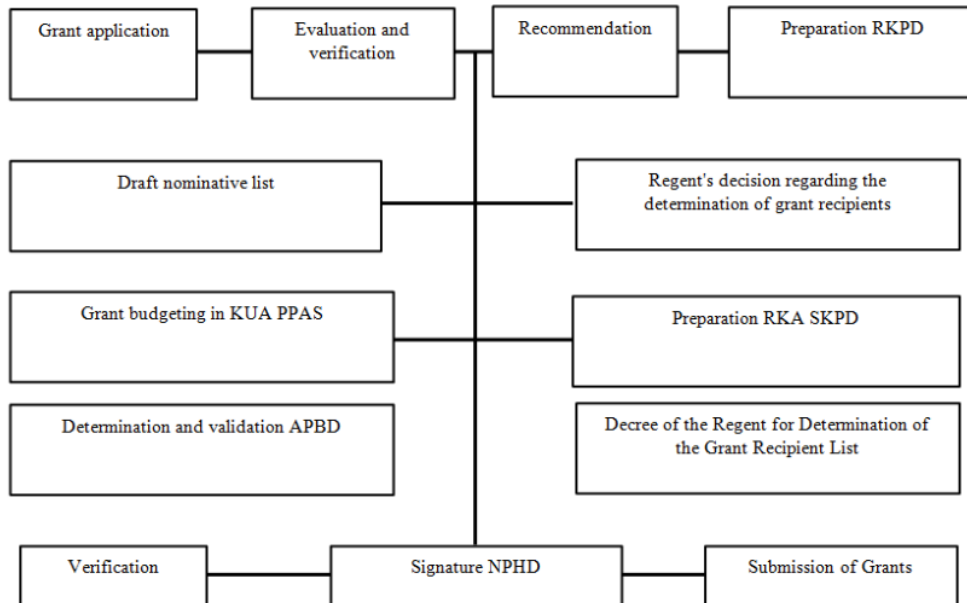 Grant application
Evaluation and
verification
Recommendation
Preparation RKPD
Draft nominative list
Regent's decision regarding the
determination of grant recipients
Grant budgeting in KUA PPAS
Preparation RKA SKPD
Determination and validation APBD
Decree of the Regent for Determination of
the Grant Recipient List
Verification
Signature NPHD
Submission of Grants